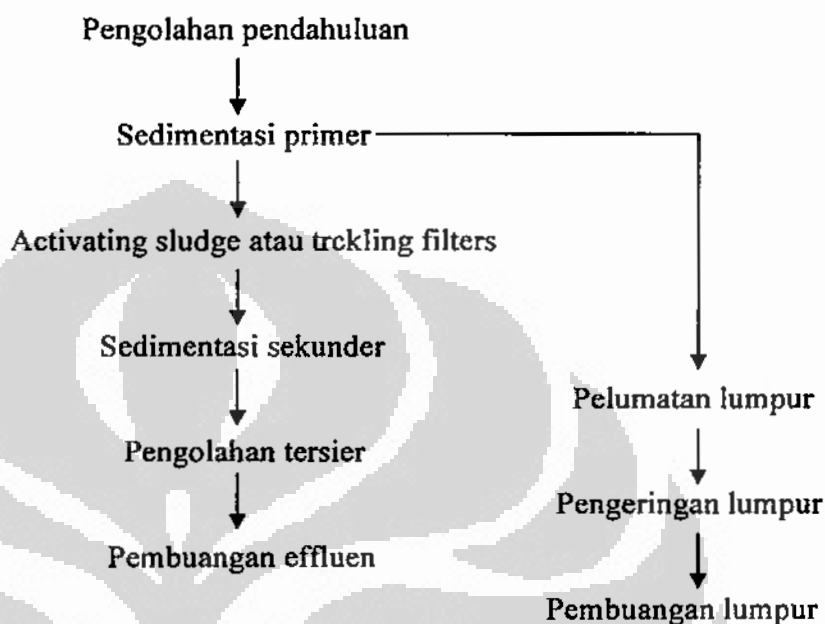 Pengolahan pendahuluan
Sedimentasi primer
Activating sludge atau trckling filters
Sedimentasi sekunder
Pengolahan tersier
Pembuangan effluen
Pelumatan lumpur
Pengeringan lumpur
Pembuangan lumpur